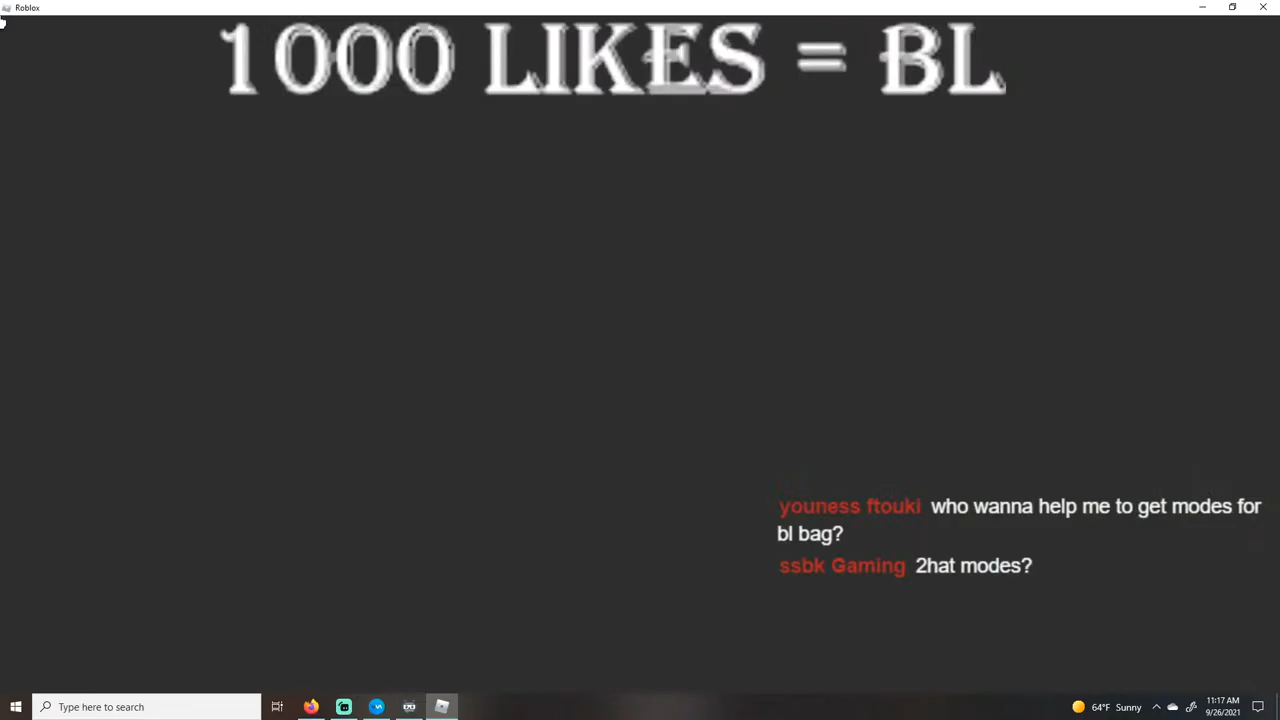 Roblox
1000 LIKES = BL
youness ftouki who wanna help me to get modes for
bl bag?
ssbk Gaming 2hat modes?
Type here to search
64°F Sunny
11:17 AM
9/26/2021